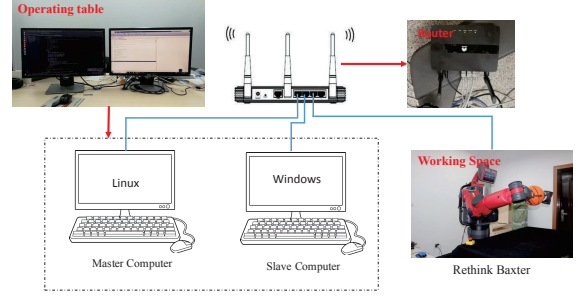 Operating table
Router
Linux
Windows
Working Space
Master Computer
Slave Computer
Rethink Baxter